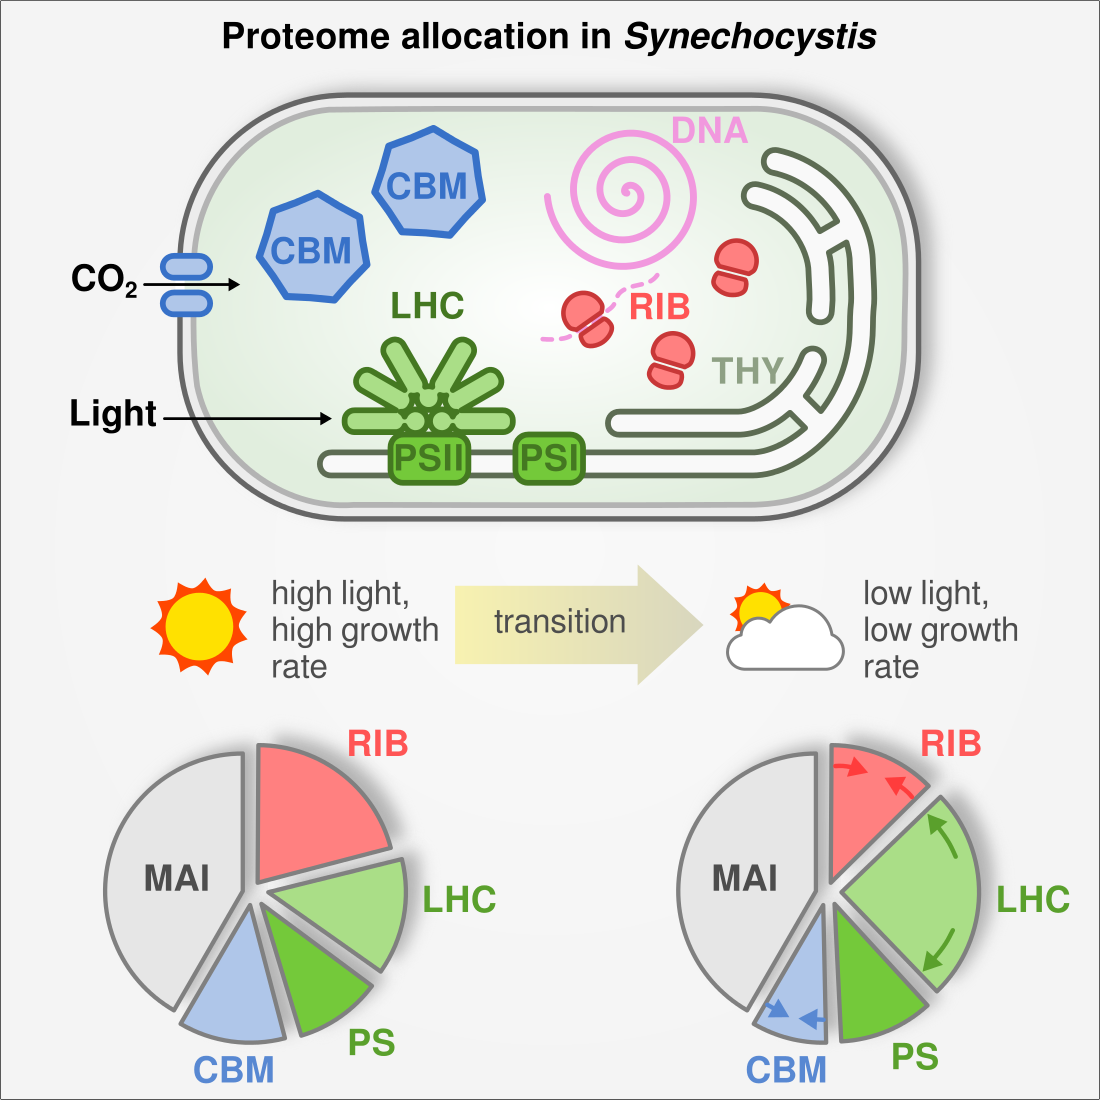 Proteome allocation in Synechocystis
DNA
CBM
CBM
CO₂
LHC
RIB
THY
Light
PSII
PSI
high light,
high growth
rate
transition
low light,
low growth
rate
RIB
MAI
LHC
PS
CBM
RIB
MAI
LHC
PS
CBM